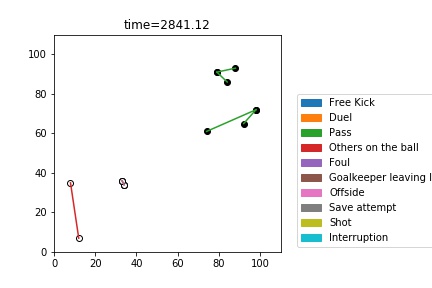 time=2841.12
100
80
60
40
20
0
0 20 40 60 80 100
Free Kick
Duel
Pass
Others on the ball
Foul
Goalkeeper leaving l
Offside
Save attempt
Shot
Interruption